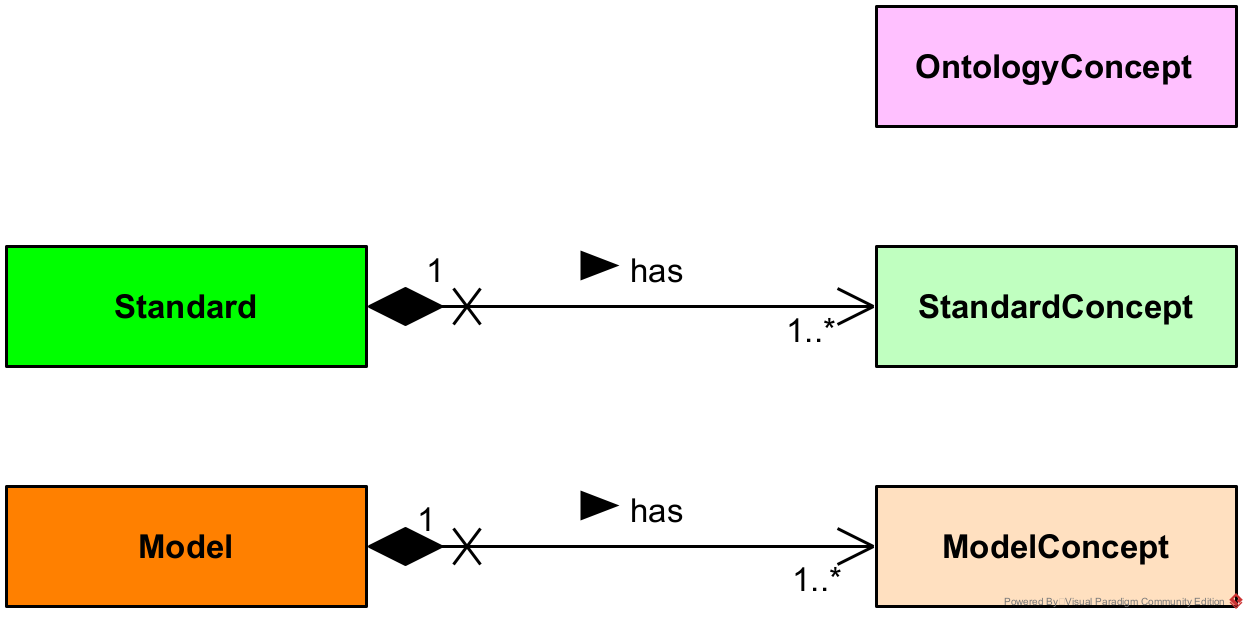 OntologyConcept
Standard
1
has
1..*
StandardConcept
Model
1
has
1..*
ModelConcept
Powered By Visual Paradigm Community Edition